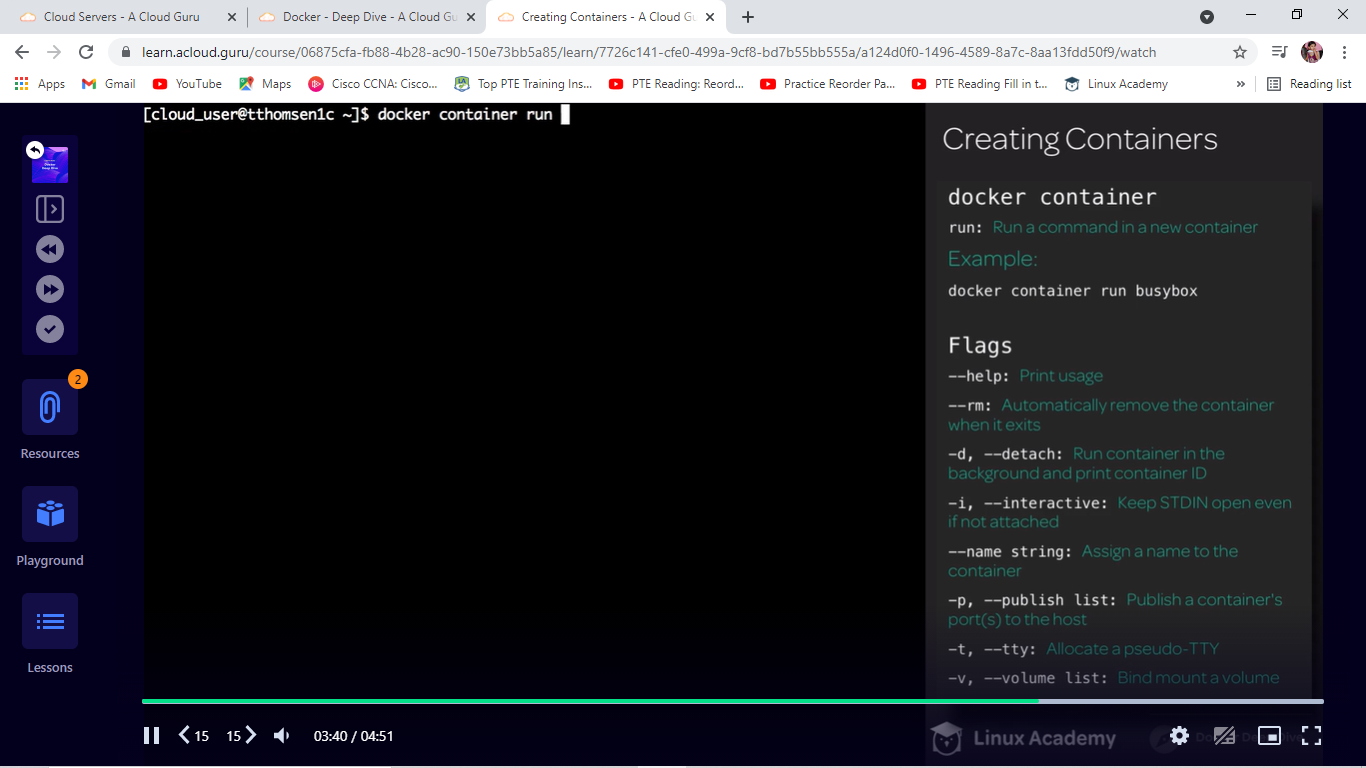 Cloud Servers - A Cloud Guru
Docker - Deep Dive - A Cloud Gu
Creating Containers - A Cloud Gu
learn.acloud.guru/course/06875cfa-fb88-4b28-ac90-150e73bb5a85/learn/7726c141-cfe0-499a-9cf8-bd7b55bb555a/a124d0f0-1496-4589-8a7c-8aa13fdd50f9/watch
Apps
Gmail
YouTube
Maps
Cisco CCNA: Cisco...
Top PTE Training Ins...
PTE Reading: Reord...
Practice Reorder Pa...
PTE Reading Fill in t...
Linux Academy
»
Reading list
[cloud_user@tthomsen1c ~]$ docker container run
Docker
Deep Dive
2
Resources
Playground
Lessons
Creating Containers
docker container
run: Run a command in a new container
Example:
docker container run busybox
Flags
--help: Print usage
--rm: Automatically remove the container
when it exits
-d, --detach: Run container in the
background and print container ID
-i, --interactive: Keep STDIN open even
if not attached
--name string: Assign a name to the
container
-p, --publish list: Publish a container's
port(s) to the host
-t, --tty: Allocate a pseudo-TTY
-v, --volume list: Bind mount a volume
15
15
03:40 / 04:51
Linux Academy